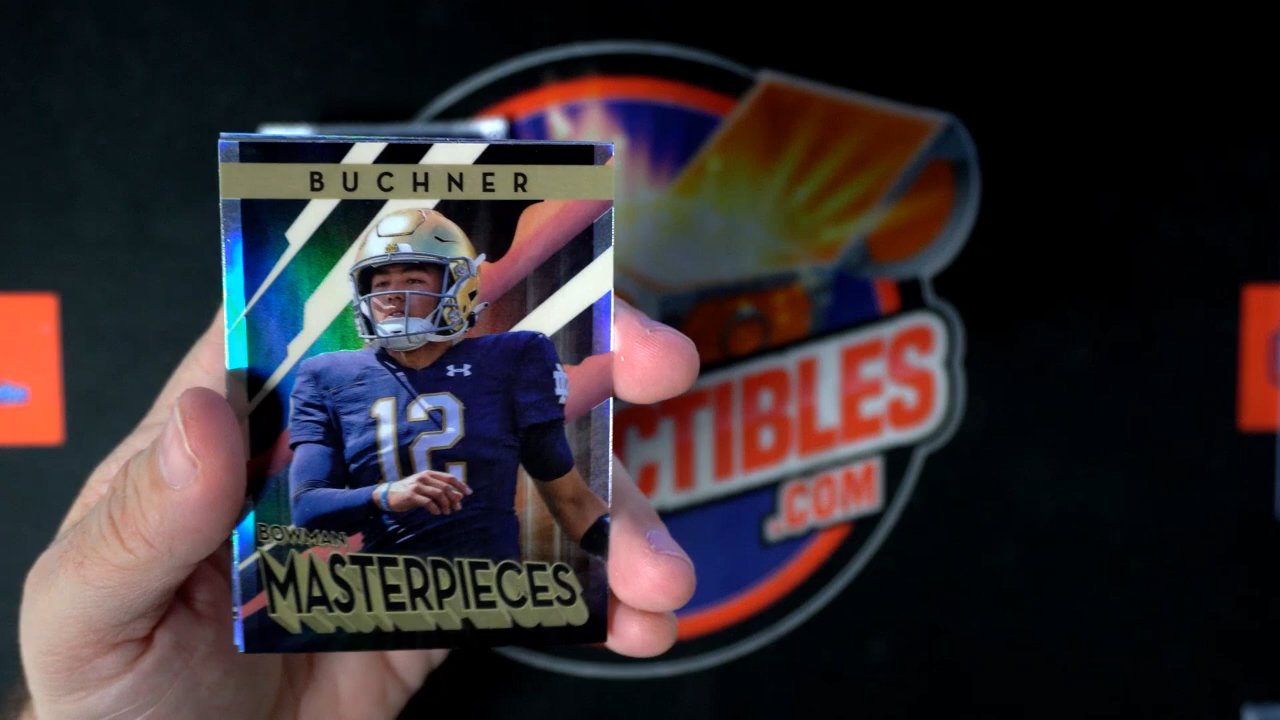 BUCHNER
12
BOWMAN
MASTERPIECES
CTIBLES
.COM